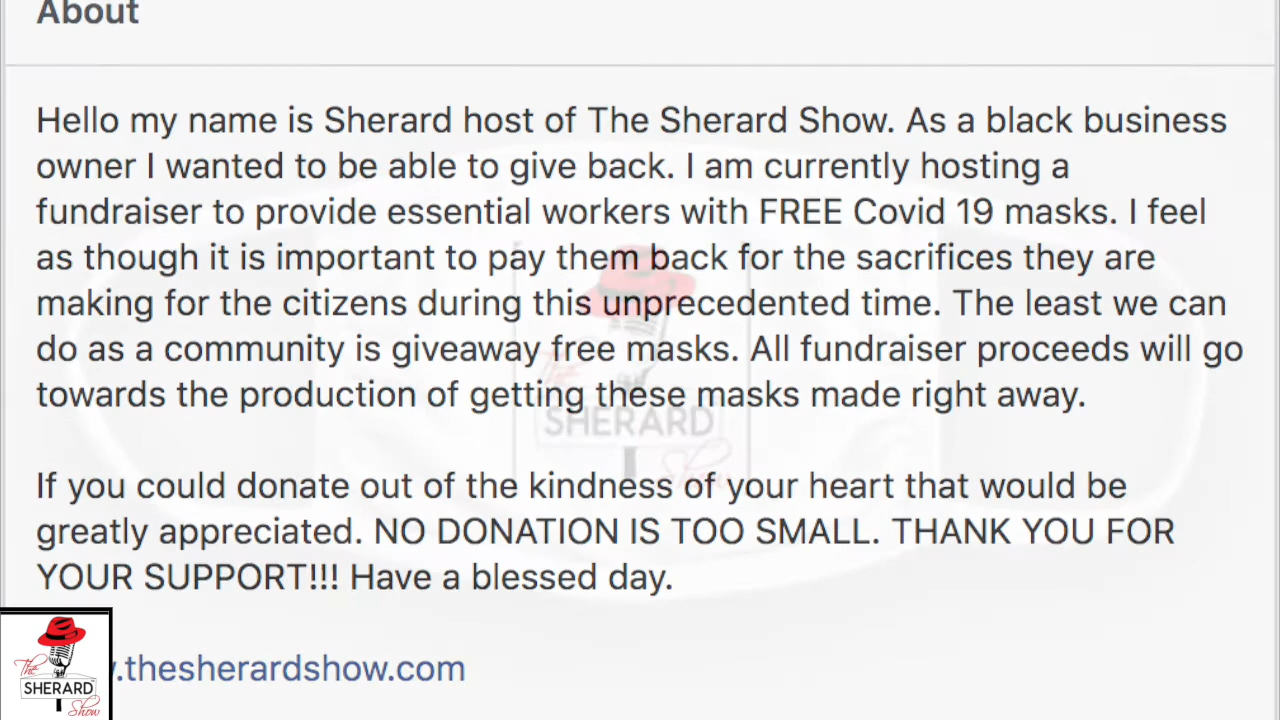 About
Hello my name is Sherard host of The Sherard Show. As a black business
owner I wanted to be able to give back. I am currently hosting a
fundraiser to provide essential workers with FREE Covid 19 masks. I feel
as though it is important to pay them back for the sacrifices they are
making for the citizens during this unprecedented time. The least we can
do as a community is giveaway free masks. All fundraiser proceeds will go
towards the production of getting these masks made right away.
If you could donate out of the kindness of your heart that would be
greatly appreciated. NO DONATION IS TOO SMALL. THANK YOU FOR
YOUR SUPPORT!!! Have a blessed day.
.thesherardshow.com
The
SHERARD
Show
The
SHERARD
Show